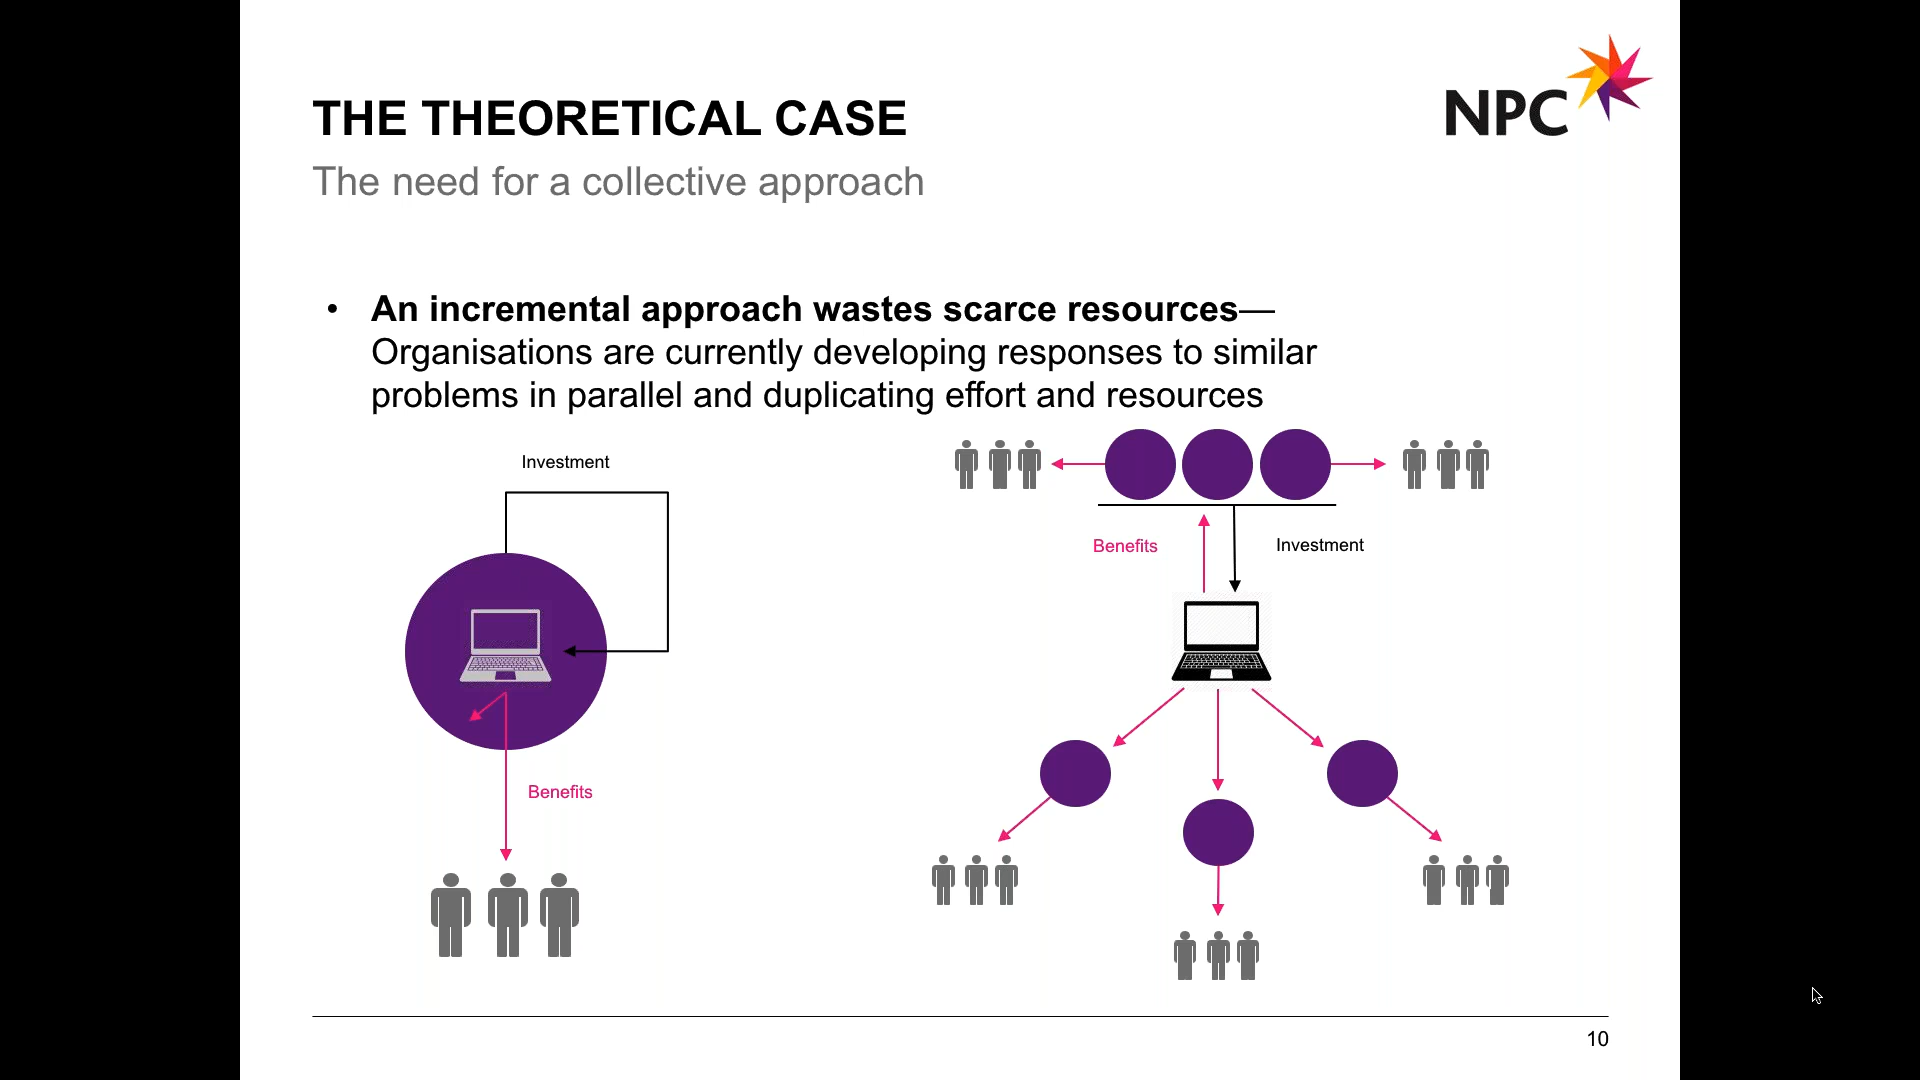 NPC
THE THEORETICAL CASE
The need for a collective approach
• An incremental approach wastes scarce resources—
Organisations are currently developing responses to similar
problems in parallel and duplicating effort and resources
Investment
Benefits
Benefits
Investment
10